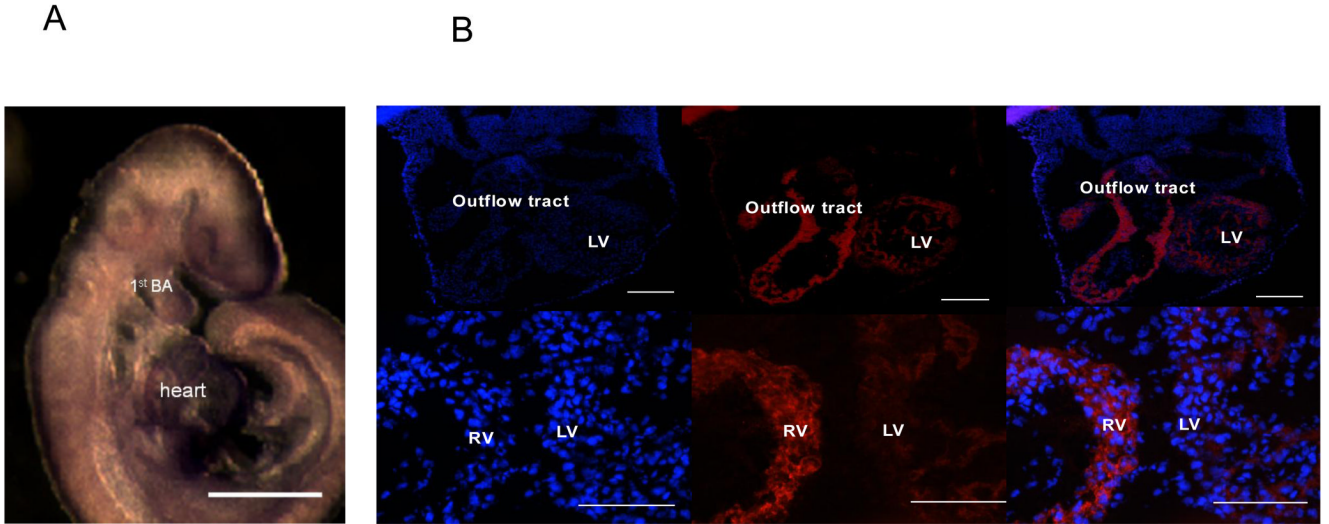 A
B
1st BA
heart
Outflow tract
LV
Outflow tract
LV
Outflow tract
LV
RV
LV
RV
LV
RV
LV